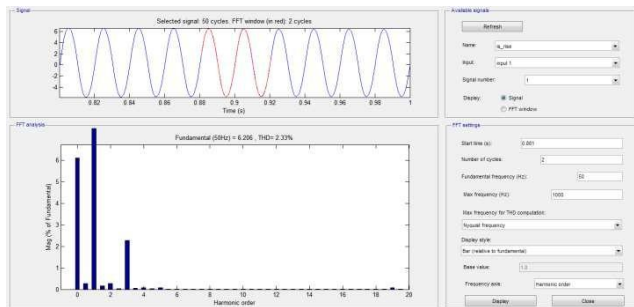 Signal
Selected signal: 50 cycles. FFT window (in red): 2 cycles
6
4
2
0
-2
-4
0.82 0.84 0.86 0.88 0.9 0.92 0.94 0.96 0.98 1
Time (s)
Available signals
Refresh
Name:
Input:
input 1
Signal number:
1
Display:
Signal
FFT window
FFT analysis
Fundamental (50Hz) = 6.206 , THD= 2.33%
Mag (% of Fundamental)
6
5
4
3
2
1
0
0 2 4 6 8 10 12 14 16 18 20
Harmonic order
FFT settings
Start time (s):
0.881
Number of cycles:
2
Fundamental frequency (Hz):
50
Max frequency (Hz):
1000
Max frequency for THD computation:
Nyquist frequency
Display style:
Bar (relative to fundamental)
Base value:
1.0
Frequency axis:
Harmonic order
Display
Close